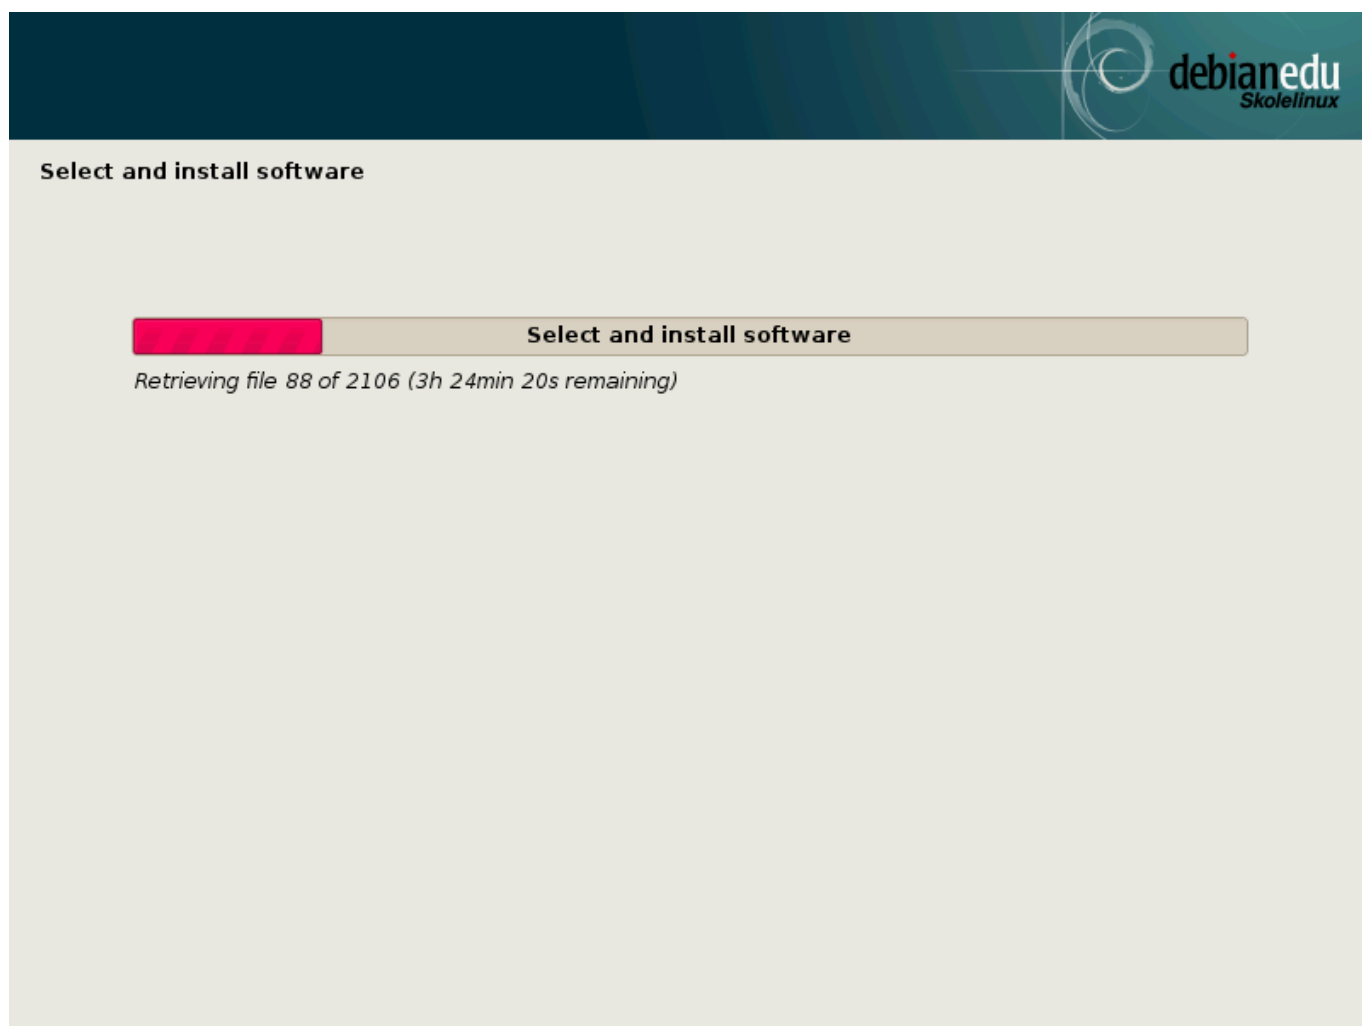 debianedu
Skolelinux
Select and install software
Select and install software
Retrieving file 88 of 2106 (3h 24min 20s remaining)